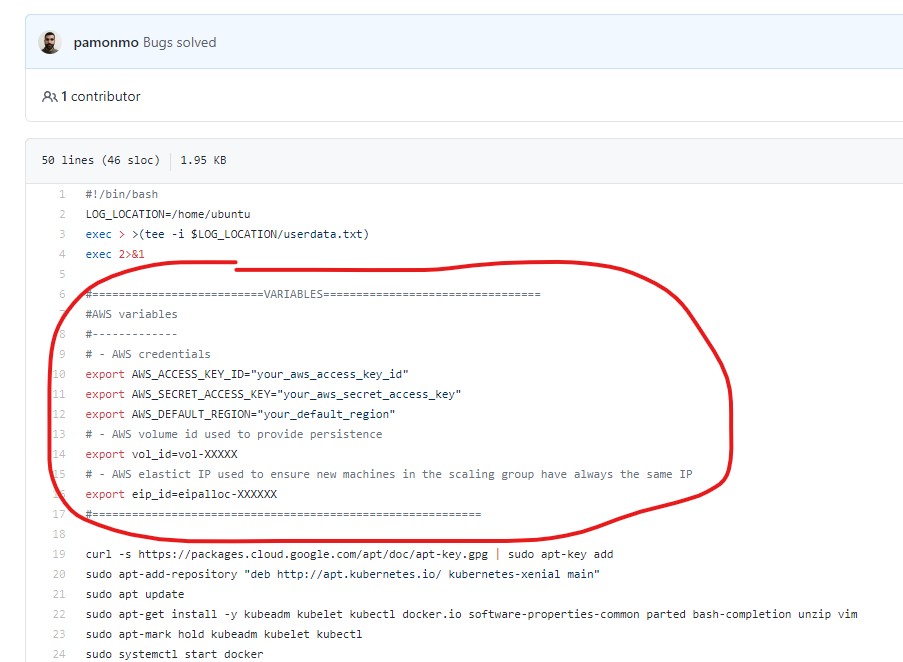 pamonmo Bugs solved
1 contributor
50 lines (46 sloc) 1.95 KB
1 #!/bin/bash
2 LOG_LOCATION=/home/ubuntu
3 exec > >(tee -i $LOG_LOCATION/userdata.txt)
4 exec 2>&1
5
6 #==========================VARIABLES=================================
7 #AWS variables
8 #-------------
9 # - AWS credentials
10 export AWS_ACCESS_KEY_ID="your_aws_access_key_id"
11 export AWS_SECRET_ACCESS_KEY="your_aws_secret_access_key"
12 export AWS_DEFAULT_REGION="your_default_region"
13 # - AWS volume id used to provide persistence
14 export vol_id=vol-XXXXX
15 # - AWS elastict IP used to ensure new machines in the scaling group have always the same IP
16 export eip_id=eipalloc-XXXXXX
17 #===========================================================
18
19 curl -s https://packages.cloud.google.com/apt/doc/apt-key.gpg | sudo apt-key add
20 sudo apt-add-repository "deb http://apt.kubernetes.io/ kubernetes-xenial main"
21 sudo apt update
22 sudo apt-get install -y kubeadm kubelet kubectl docker.io software-properties-common parted bash-completion unzip vim
23 sudo apt-mark hold kubeadm kubelet kubectl
24 sudo systemctl start docker